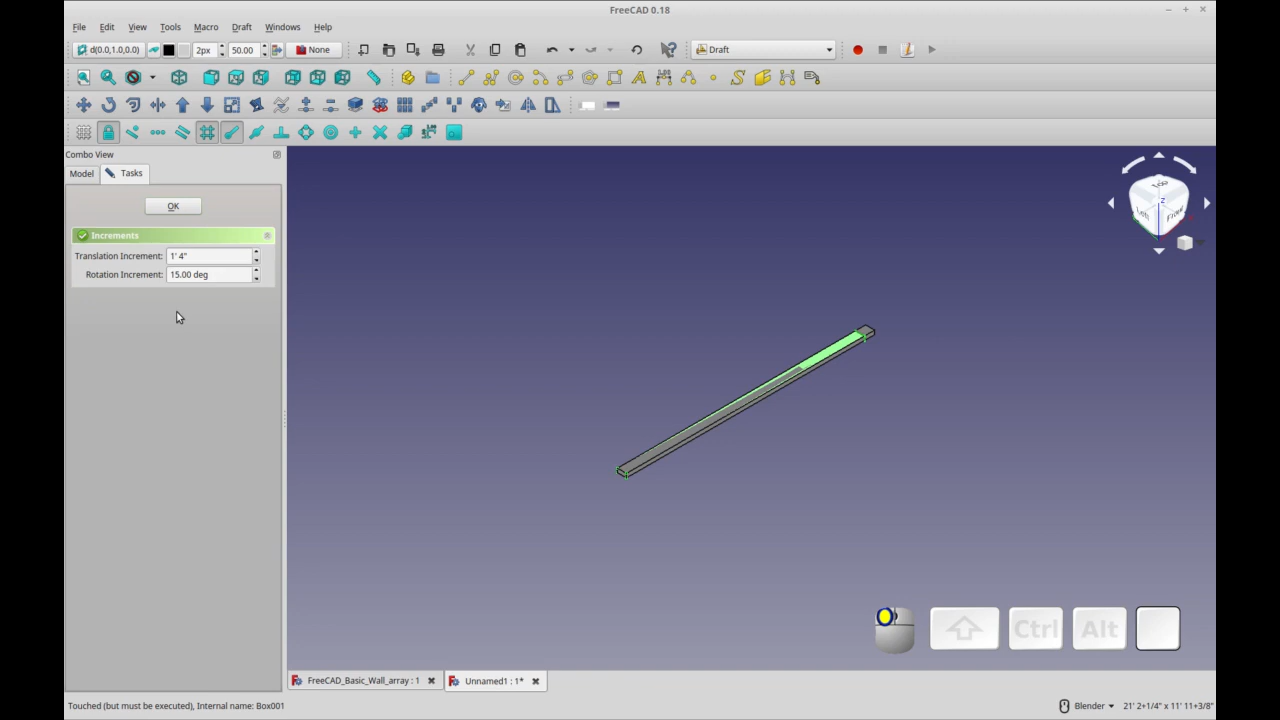 FreeCAD 0.18
File Edit View Tools Macro Draft Windows Help
d(0.0,1.0,0.0) 2px 50.00 None Draft
Combo View
Model Tasks
OK
Increments
Translation Increment: 1' 4"
Rotation Increment: 15.00 deg
Top
Left Front
Z
Ctrl Alt
FreeCAD_Basic_Wall_array : 1 Unnamed1 : 1*
Touched (but must be executed), Internal name: Box001 Blender 21' 2+1/4" x 11' 11+3/8"